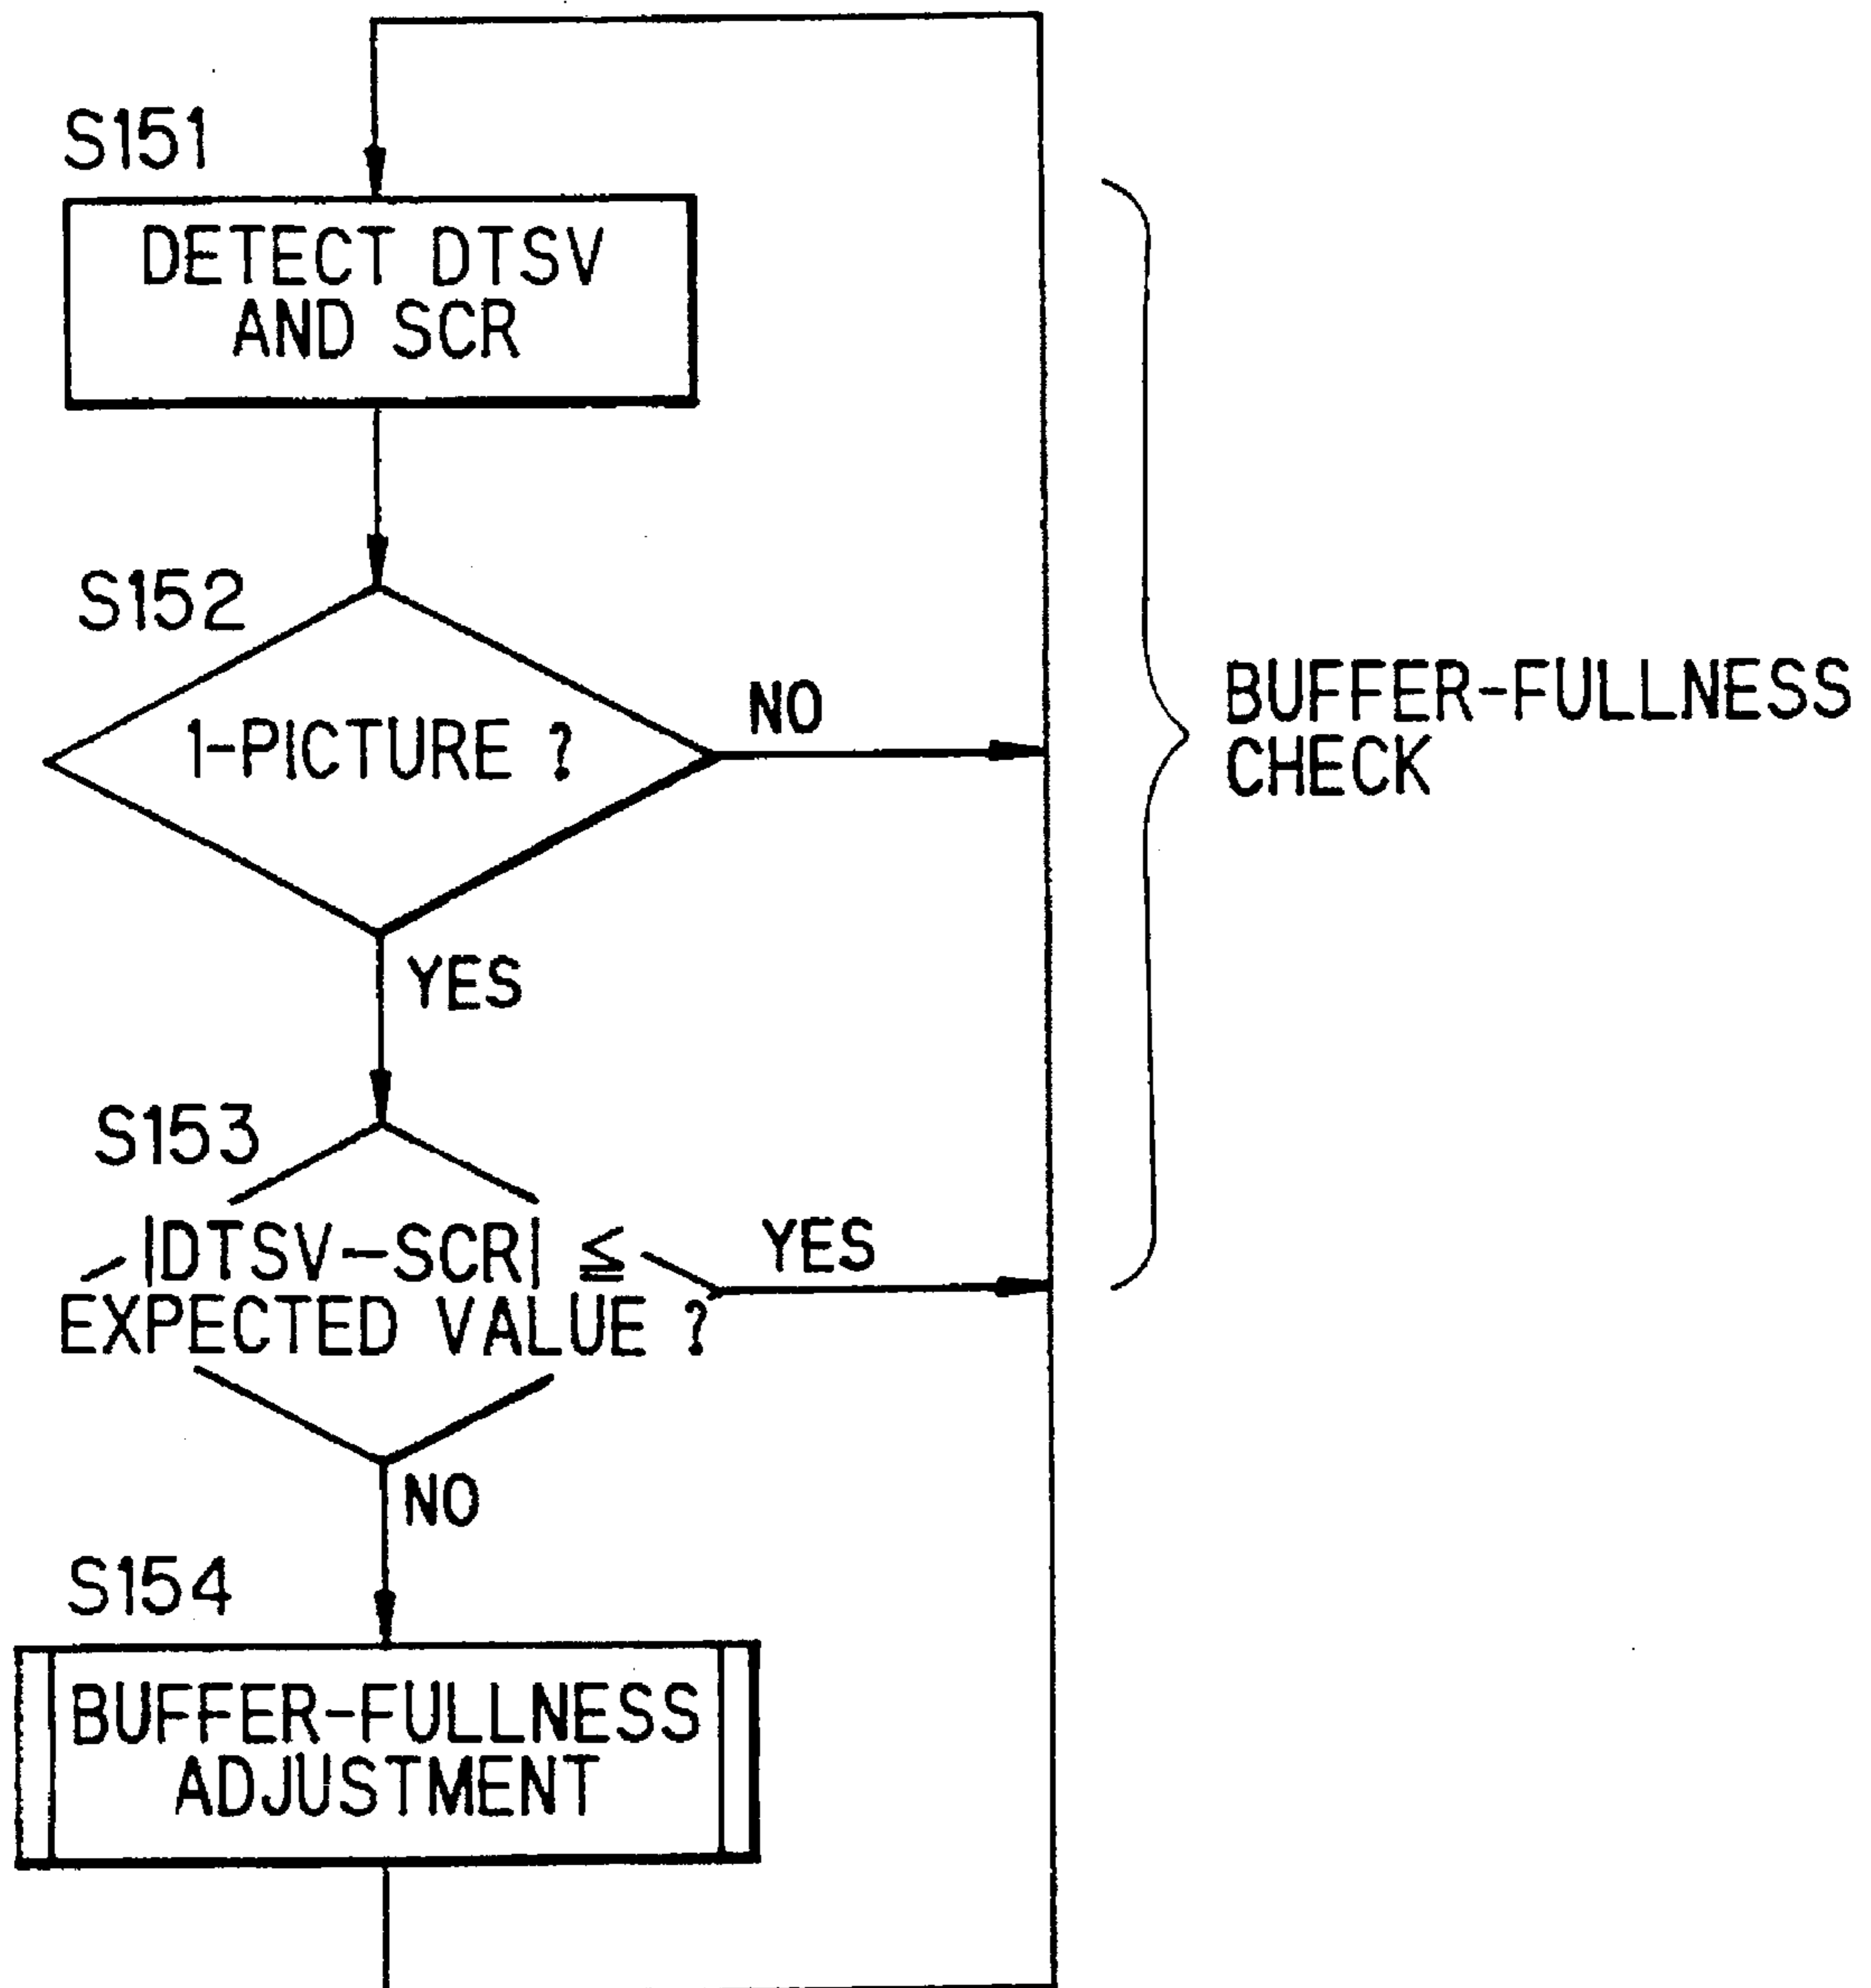 S151
DETECT DTSV
AND SCR
S152
1-PICTURE ?
NO
YES
BUFFER-FULLNESS
CHECK
S153
|DTSV-SCR| ≦
EXPECTED VALUE ?
YES
NO
S154
BUFFER-FULLNESS
ADJUSTMENT